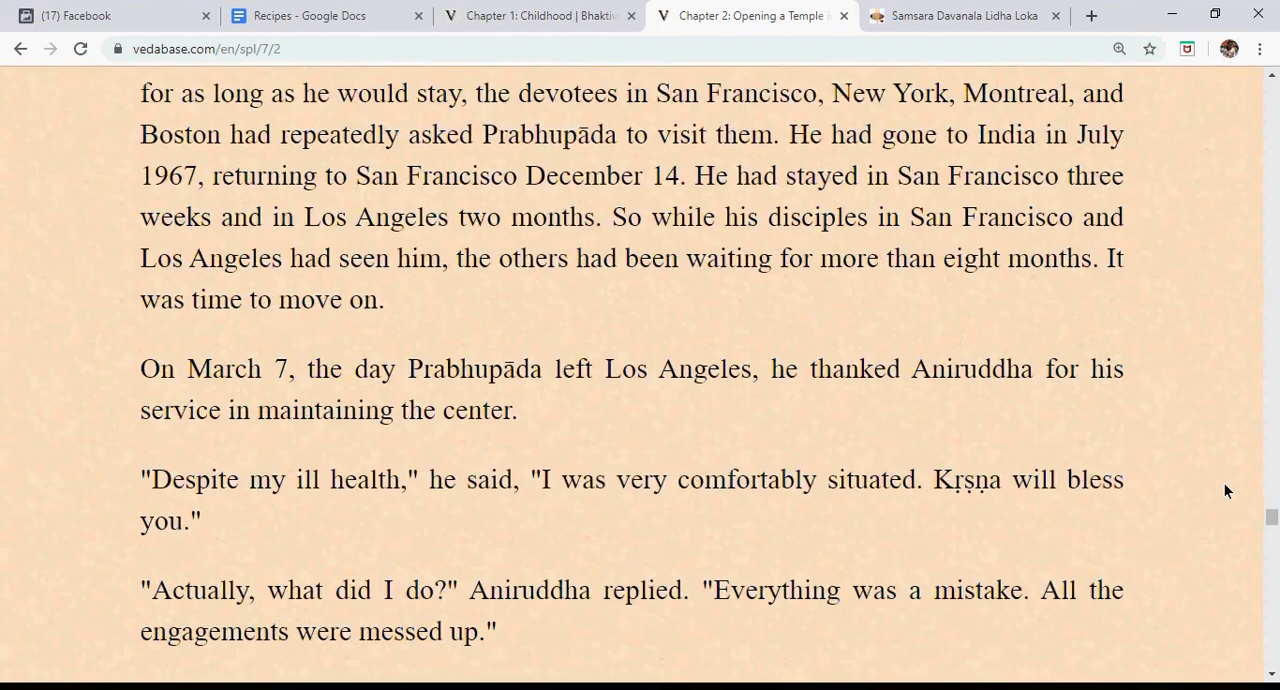 (17) Facebook
Recipes - Google Docs
Chapter 1: Childhood | Bhaktiv
Chapter 2: Opening a Temple i
Samsara Davanala Lidha Loka
vedabase.com/en/spl/7/2
for as long as he would stay, the devotees in San Francisco, New York, Montreal, and
Boston had repeatedly asked Prabhupāda to visit them. He had gone to India in July
1967, returning to San Francisco December 14. He had stayed in San Francisco three
weeks and in Los Angeles two months. So while his disciples in San Francisco and
Los Angeles had seen him, the others had been waiting for more than eight months. It
was time to move on.
On March 7, the day Prabhupāda left Los Angeles, he thanked Aniruddha for his
service in maintaining the center.
"Despite my ill health," he said, "I was very comfortably situated. Kṛṣṇa will bless
you."
"Actually, what did I do?" Aniruddha replied. "Everything was a mistake. All the
engagements were messed up."